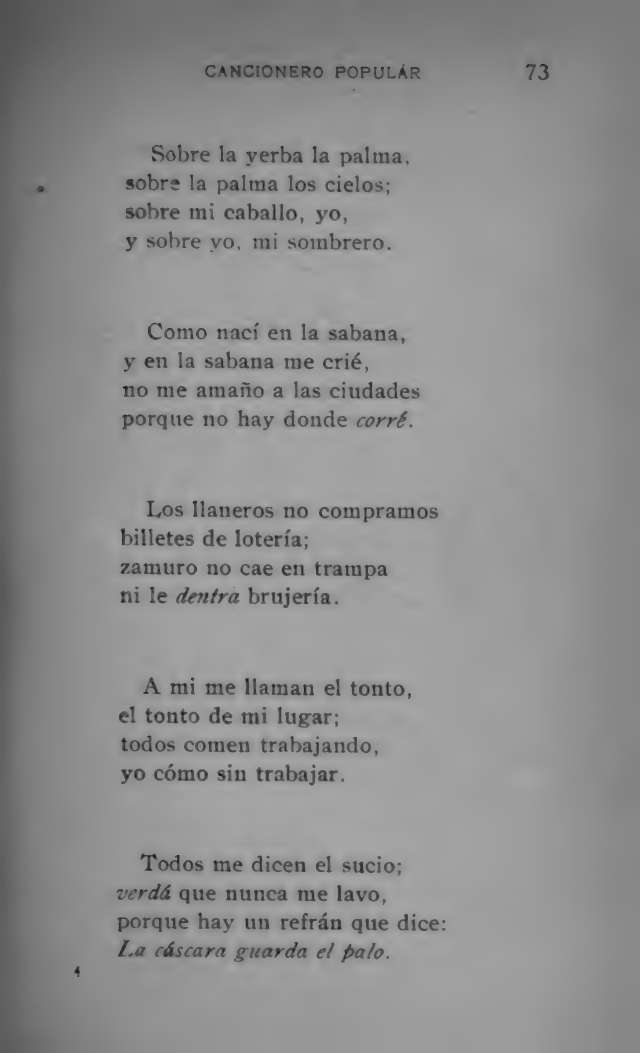 CANCIONERO POPULÁR 73
Sobre la yerba la palma,
sobre la palma los cielos;
sobre mi caballo, yo,
y sobre yo, mi sombrero.
Como nací en la sabana,
y en la sabana me crié,
no me amaño a las ciudades
porque no hay donde corré.
Los llaneros no compramos
billetes de lotería;
zamuro no cae en trampa
ni le dentra brujería.
A mi me llaman el tonto,
el tonto de mi lugar;
todos comen trabajando,
yo cómo sin trabajar.
Todos me dicen el sucio;
verdá que nunca me lavo,
porque hay un refrán que dice:
La cáscara guarda el palo.
4